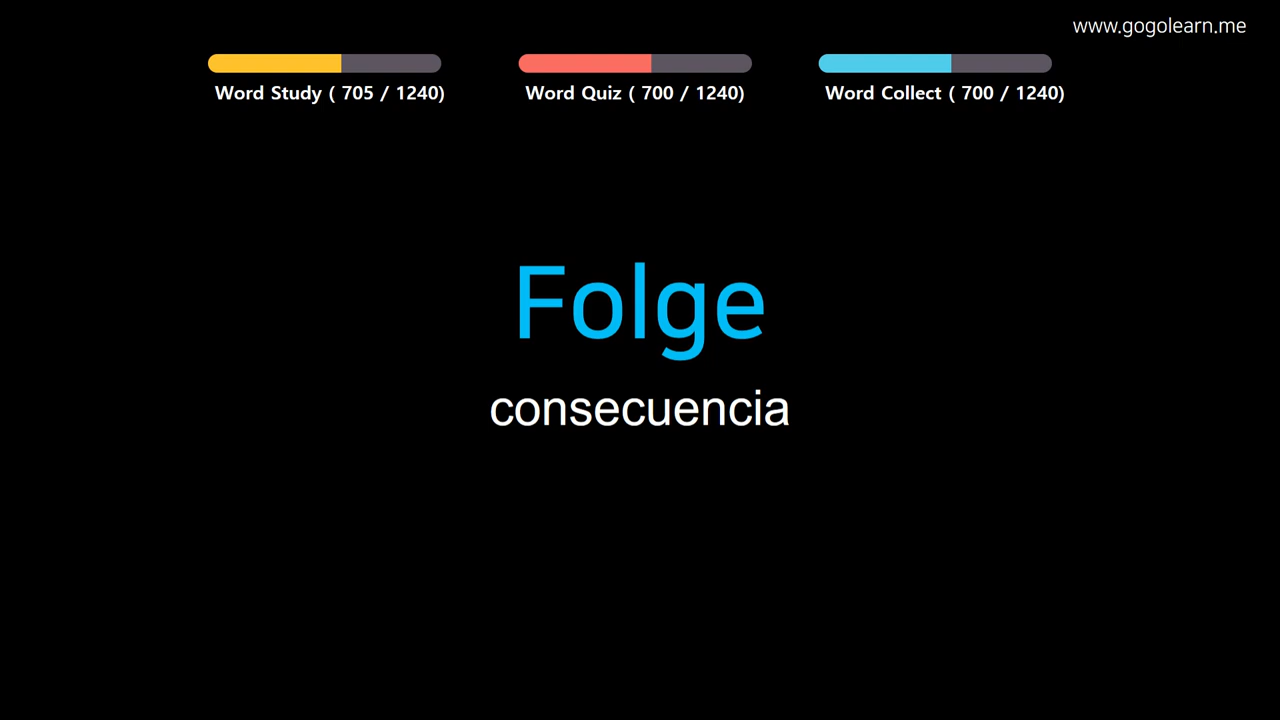 www.gogolearn.me
Word Study ( 705 / 1240)
Word Quiz ( 700 / 1240)
Word Collect ( 700 / 1240)
Folge
consecuencia